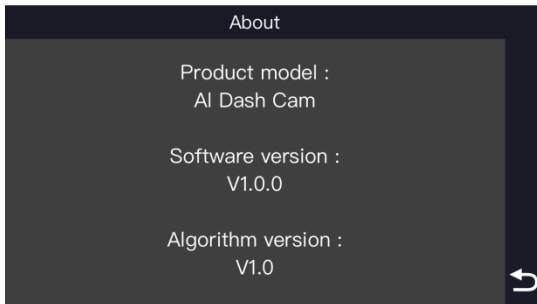 About
Product model :
AI Dash Cam
Software version :
V1.0.0
Algorithm version :
V1.0